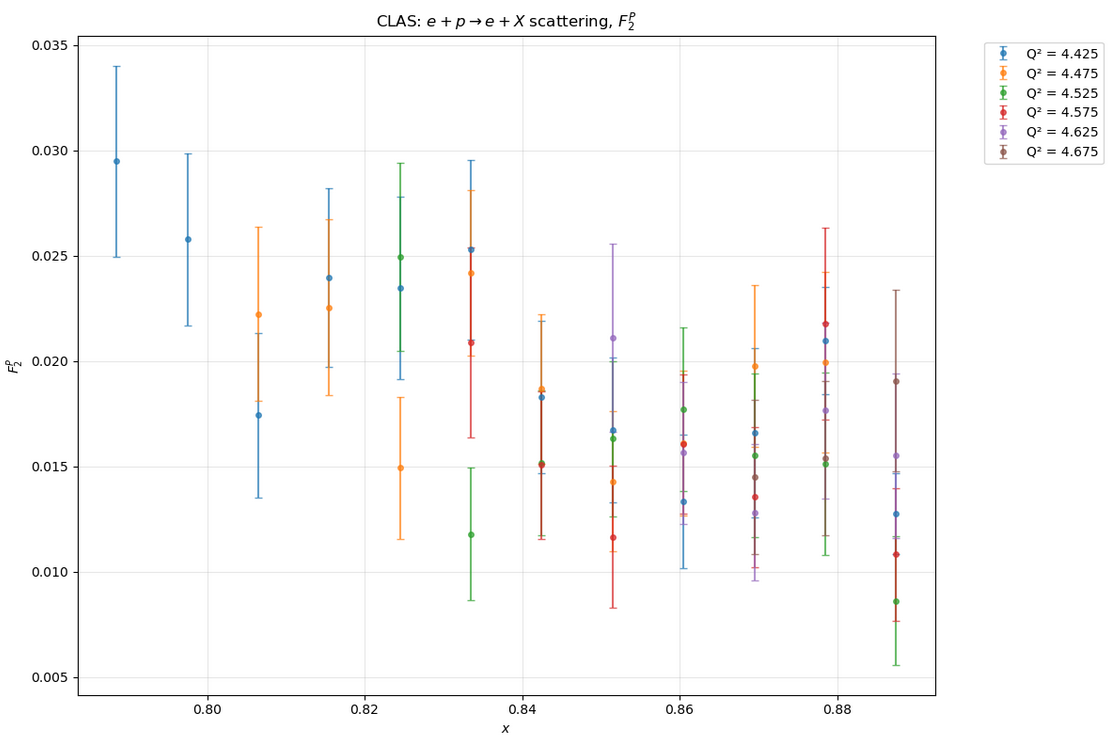 CLAS: e + p → e + X scattering, F₂ᵖ
0.035
0.030
0.025
0.020
0.015
0.010
0.005
F₂ᵖ
0.80
0.82
0.84
0.86
0.88
x
Q² = 4.425
Q² = 4.475
Q² = 4.525
Q² = 4.575
Q² = 4.625
Q² = 4.675